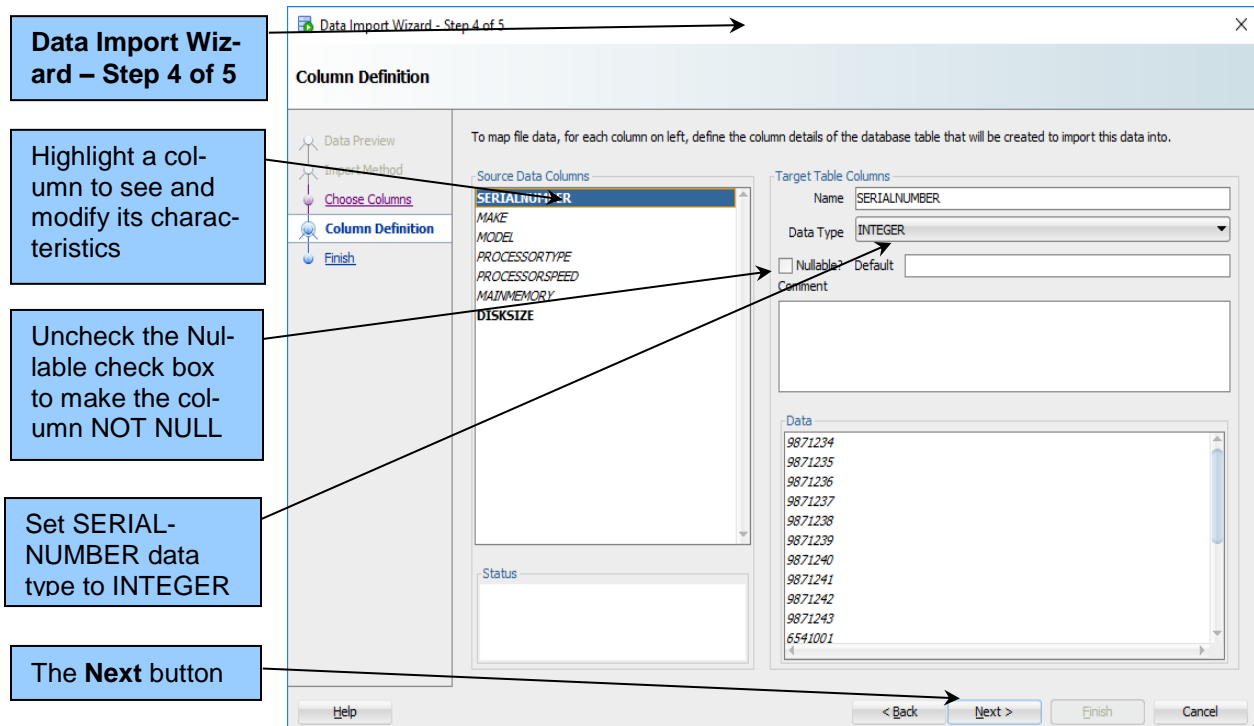 Data Import Wiz-
ard – Step 4 of 5
Highlight a col-
umn to see and
modify its charac-
teristics
Uncheck the Nul-
lable check box
to make the col-
umn NOT NULL
Set SERIAL-
NUMBER data
type to INTEGER
The Next button
Data Import Wizard - Step 4 of 5
Column Definition
Data Preview
Import Method
Choose Columns
Column Definition
Finish
To map file data, for each column on left, define the column details of the database table that will be created to import this data into.
Source Data Columns
SERIALNUMBER
MAKE
MODEL
PROCESSORTYPE
PROCESSORSPEED
MAINMEMORY
DISKSIZE
Status
Target Table Columns
Name SERIALNUMBER
Data Type INTEGER
Nullable? Default
Comment
Data
9871234
9871235
9871236
9871237
9871238
9871239
9871240
9871241
9871242
9871243
6541001
Help
< Back Next > Finish Cancel